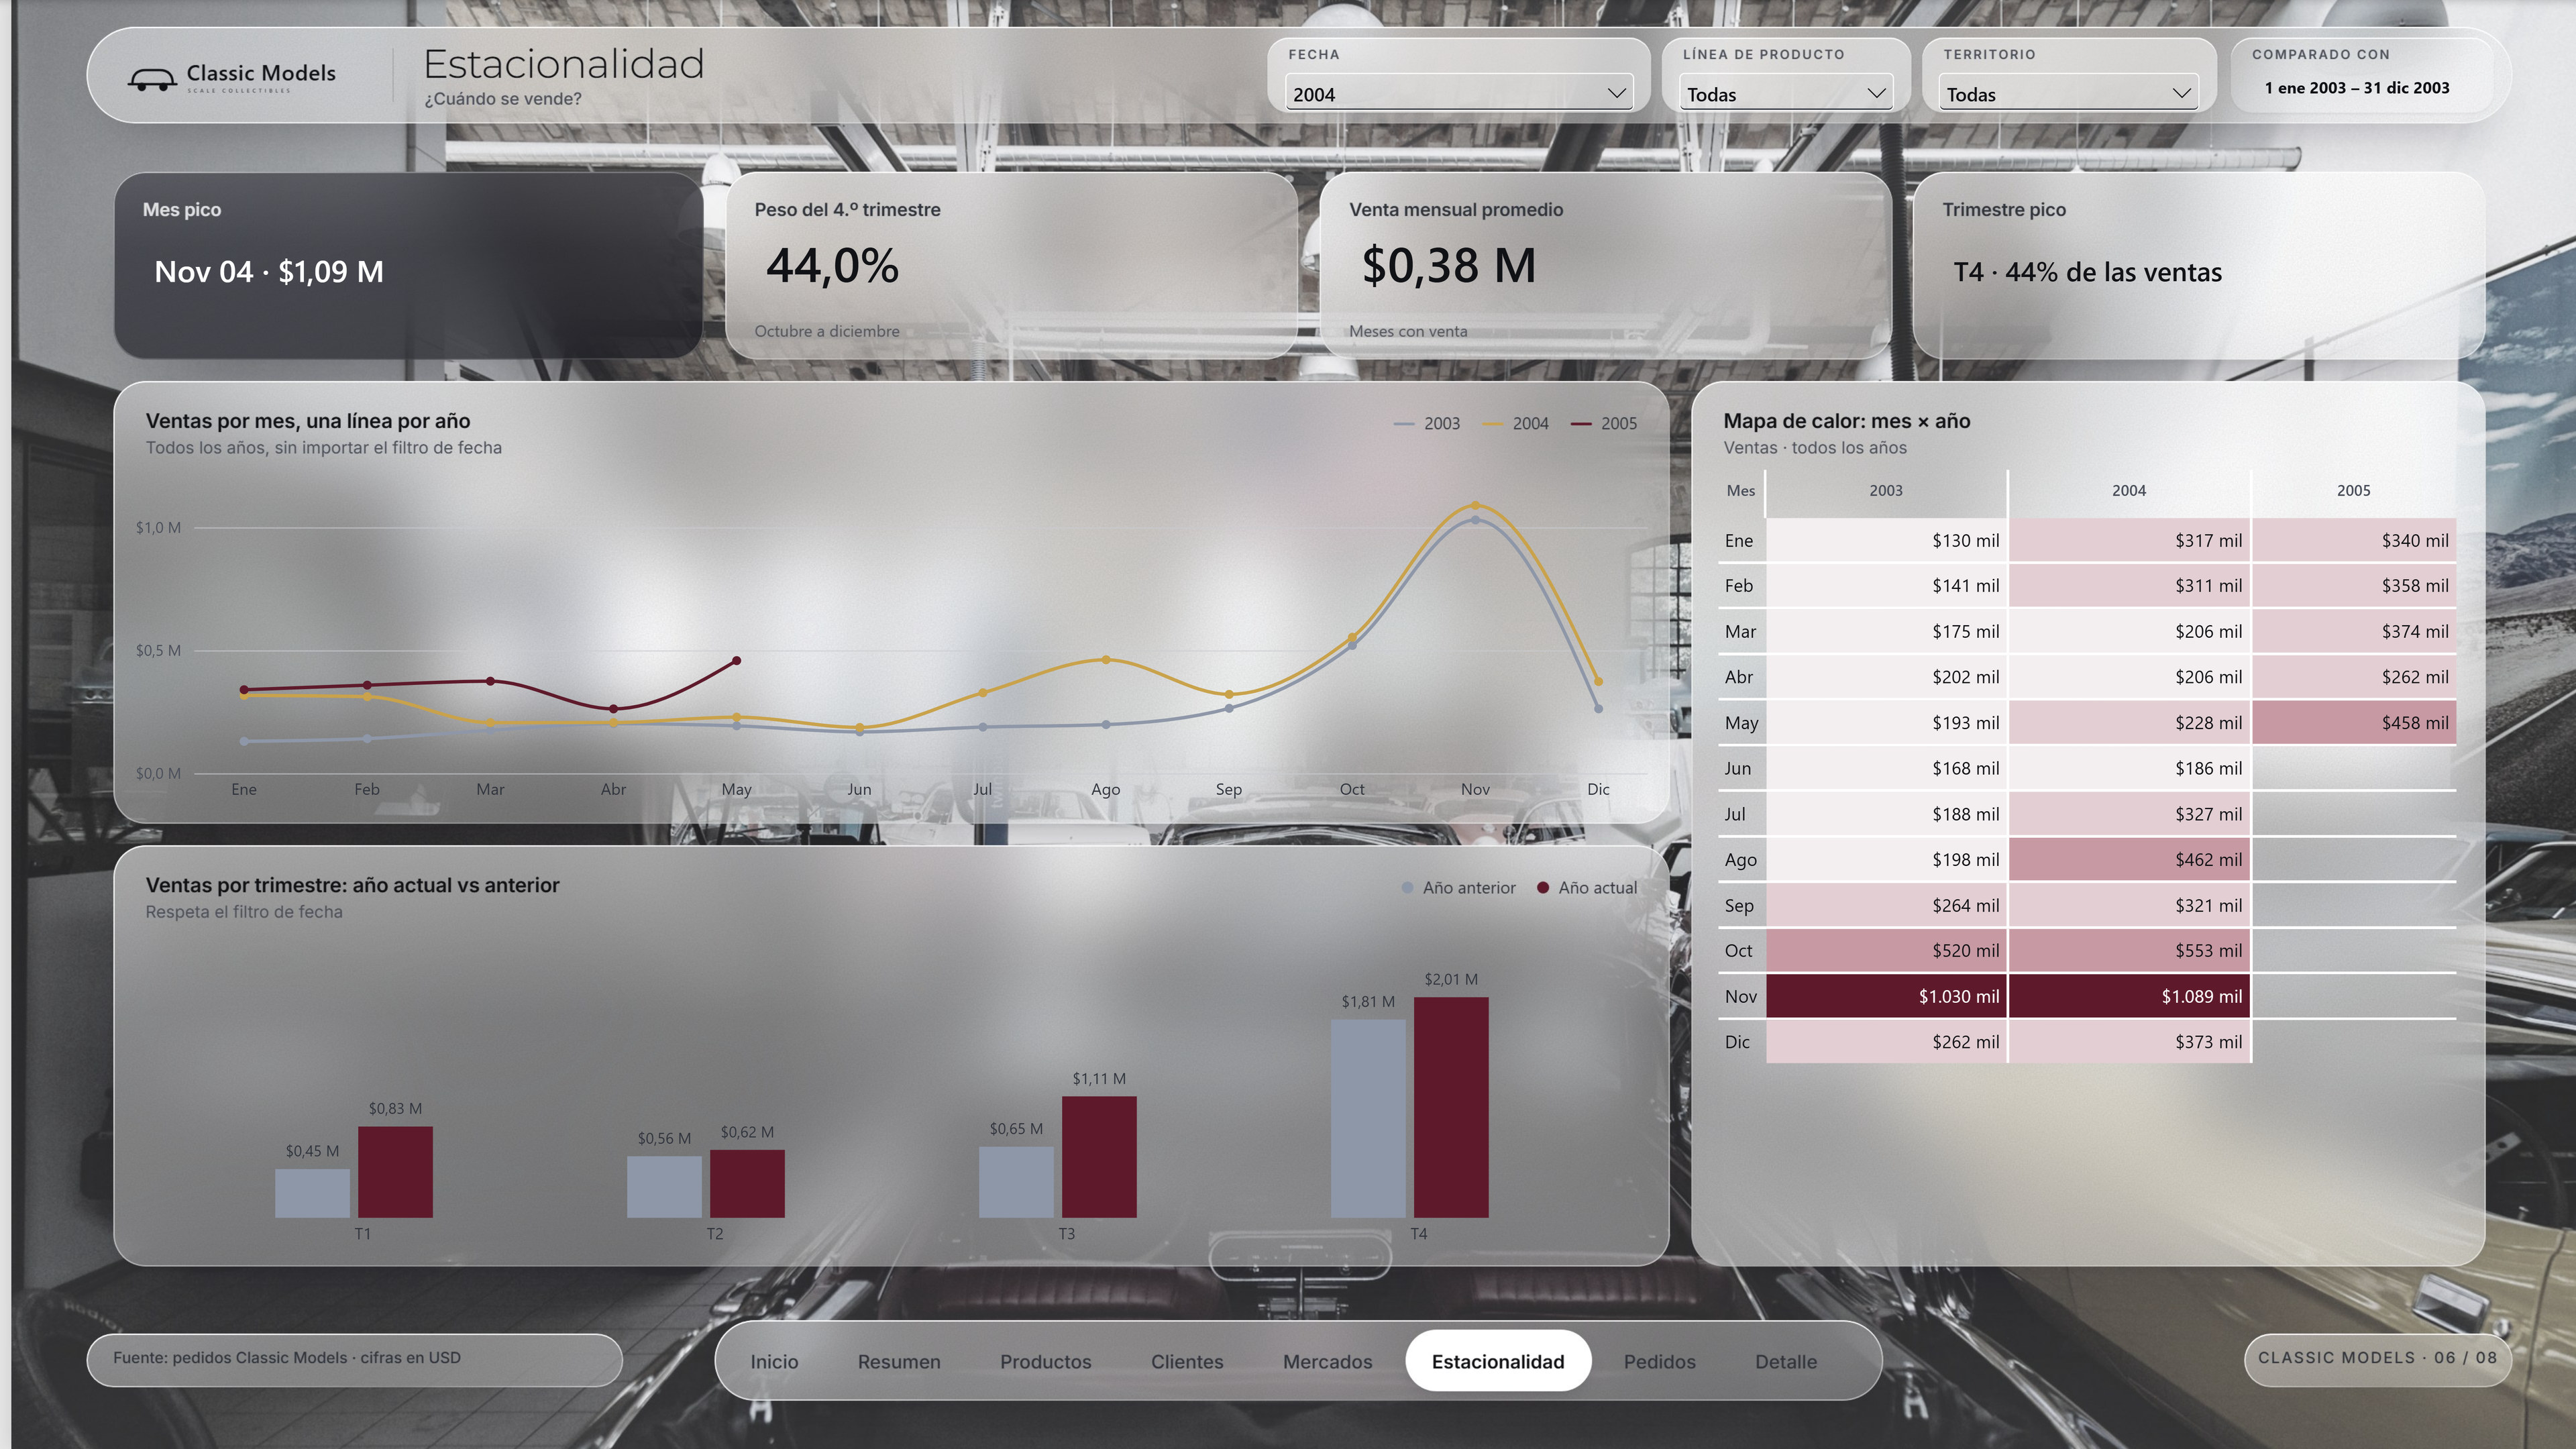 Classic Models
SCALE COLLECTIBLES
Estacionalidad
¿Cuándo se vende?
FECHA
2004
LÍNEA DE PRODUCTO
Todas
TERRITORIO
Todas
COMPARADO CON
1 ene 2003 – 31 dic 2003
Mes pico
Nov 04 · $1,09 M
Peso del 4.º trimestre
44,0%
Octubre a diciembre
Venta mensual promedio
$0,38 M
Meses con venta
Trimestre pico
T4 · 44% de las ventas
Ventas por mes, una línea por año
Todos los años, sin importar el filtro de fecha
2003 2004 2005
$1,0 M
$0,5 M
$0,0 M
Ene Feb Mar Abr May Jun Jul Ago Sep Oct Nov Dic
Mapa de calor: mes × año
Ventas · todos los años
Mes 2003 2004 2005
Ene $130 mil $317 mil $340 mil
Feb $141 mil $311 mil $358 mil
Mar $175 mil $206 mil $374 mil
Abr $202 mil $206 mil $262 mil
May $193 mil $228 mil $458 mil
Jun $168 mil $186 mil
Jul $188 mil $327 mil
Ago $198 mil $462 mil
Sep $264 mil $321 mil
Oct $520 mil $553 mil
Nov $1.030 mil $1.089 mil
Dic $262 mil $373 mil
Ventas por trimestre: año actual vs anterior
Respeta el filtro de fecha
Año anterior Año actual
$0,45 M $0,83 M $0,56 M $0,62 M $0,65 M $1,11 M $1,81 M $2,01 M
T1 T2 T3 T4
Fuente: pedidos Classic Models · cifras en USD
Inicio Resumen Productos Clientes Mercados Estacionalidad Pedidos Detalle
CLASSIC MODELS · 06 / 08